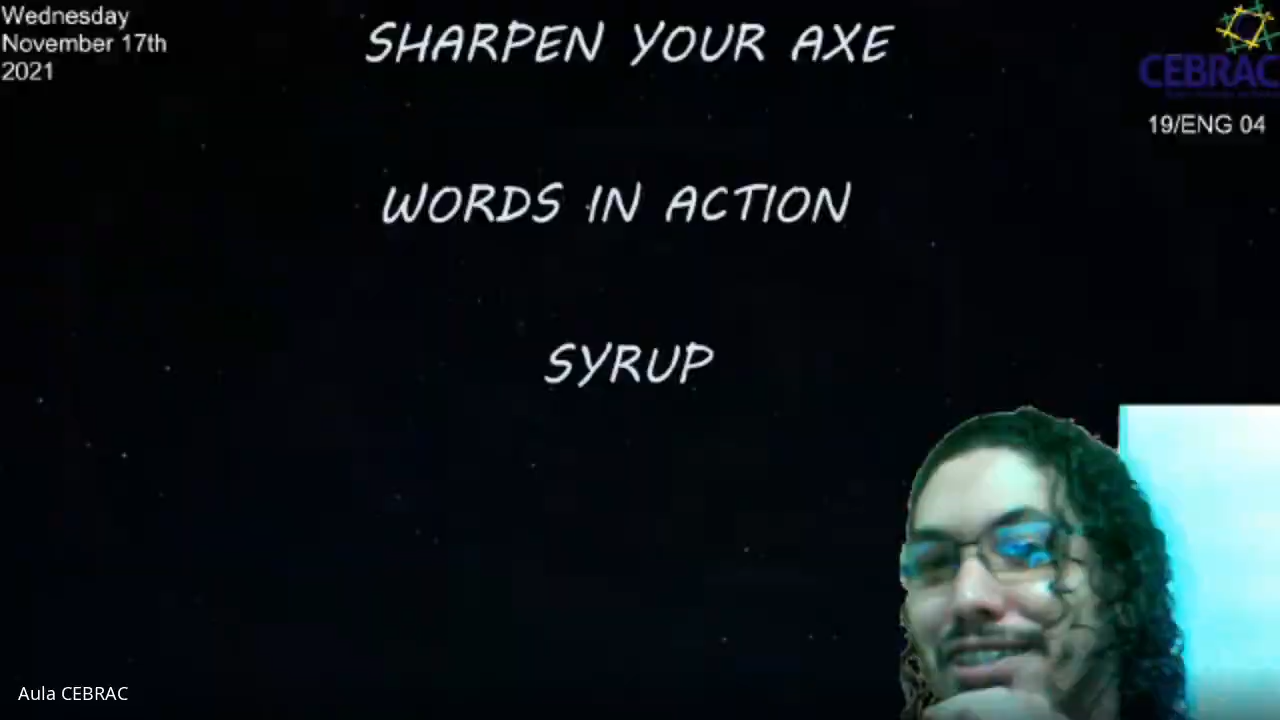 Wednesday
November 17th
2021
SHARPEN YOUR AXE
CEBRAC
19/ENG 04
WORDS IN ACTION
SYRUP
Aula CEBRAC